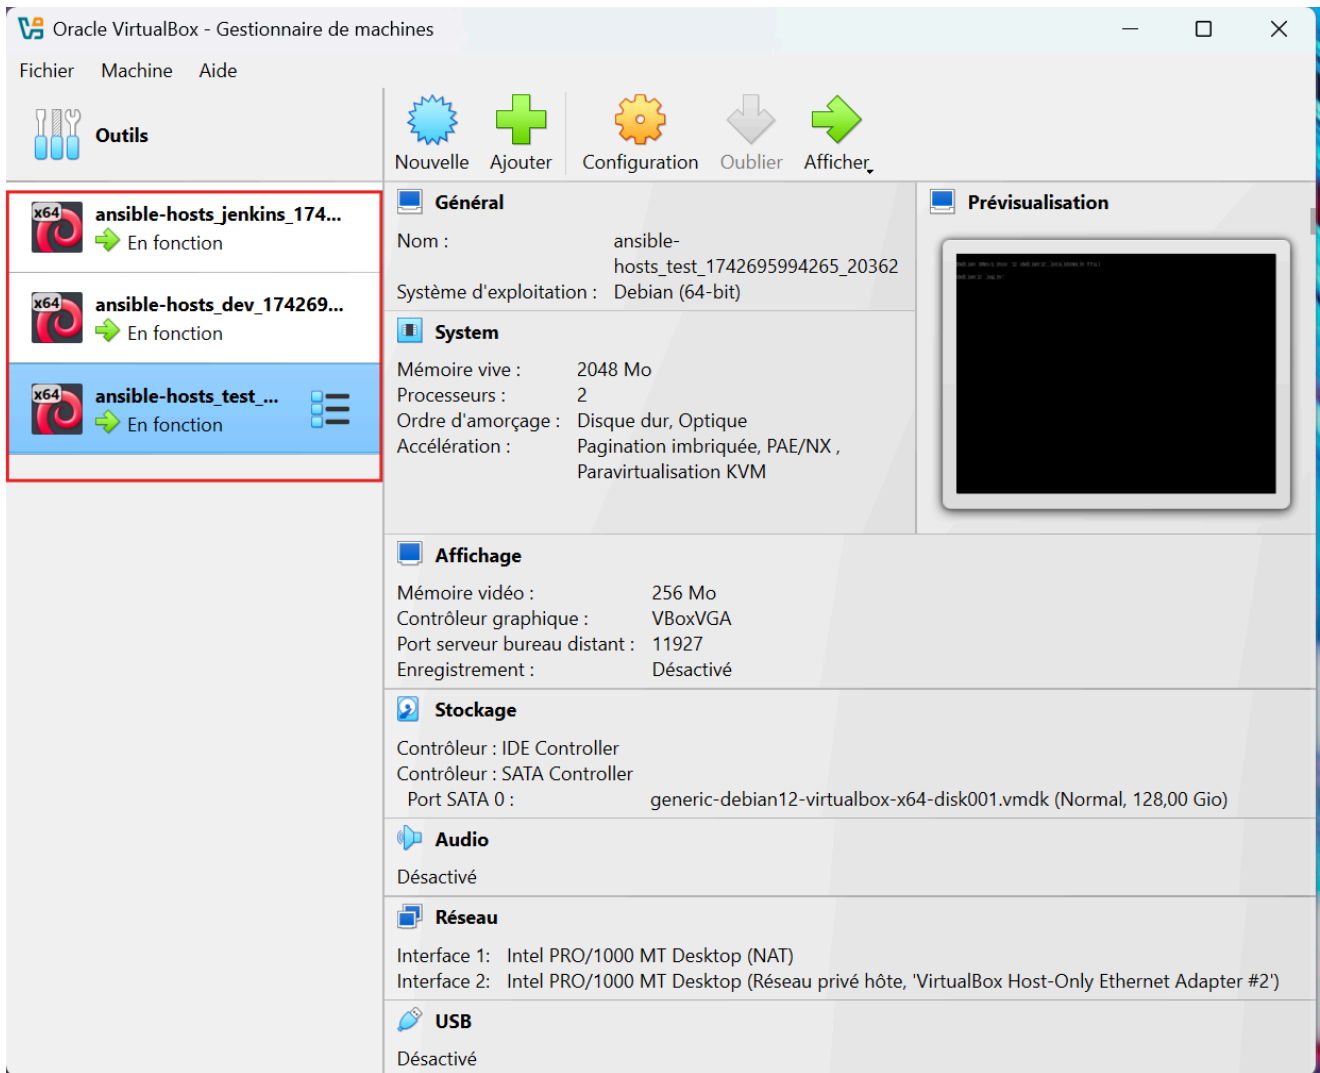 Oracle VirtualBox - Gestionnaire de machines
Fichier Machine Aide
Outils
Nouvelle Ajouter Configuration Oublier Afficher
x64
ansible-hosts_jenkins_174...
En fonction
x64
ansible-hosts_dev_174269...
En fonction
x64
ansible-hosts_test_...
En fonction
Général
Nom : ansible-
hosts_test_1742695994265_20362
Système d'exploitation : Debian (64-bit)
System
Mémoire vive : 2048 Mo
Processeurs : 2
Ordre d'amorçage : Disque dur, Optique
Accélération : Pagination imbriquée, PAE/NX ,
Paravirtualisation KVM
Prévisualisation
Affichage
Mémoire vidéo : 256 Mo
Contrôleur graphique : VBoxVGA
Port serveur bureau distant : 11927
Enregistrement : Désactivé
Stockage
Contrôleur : IDE Controller
Contrôleur : SATA Controller
Port SATA 0 : generic-debian12-virtualbox-x64-disk001.vmdk (Normal, 128,00 Gio)
Audio
Désactivé
Réseau
Interface 1: Intel PRO/1000 MT Desktop (NAT)
Interface 2: Intel PRO/1000 MT Desktop (Réseau privé hôte, 'VirtualBox Host-Only Ethernet Adapter #2')
USB
Désactivé